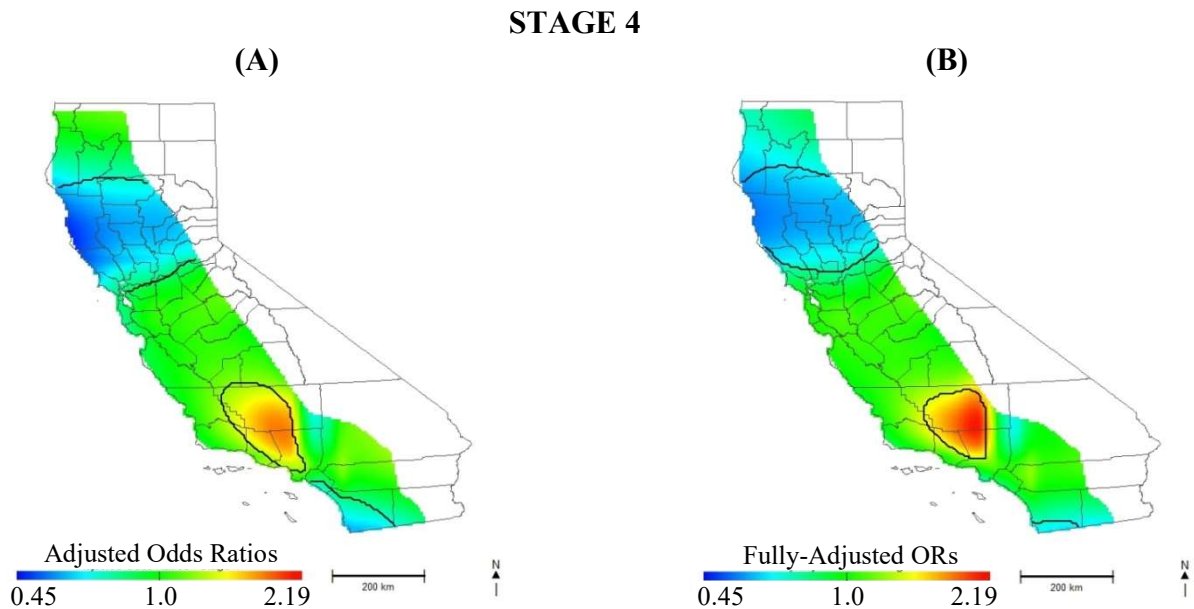 STAGE 4
(A)
(B)
Adjusted Odds Ratios
0.45 1.0 2.19
200 km
N
Fully-Adjusted ORs
0.45 1.0 2.19
200 km
N